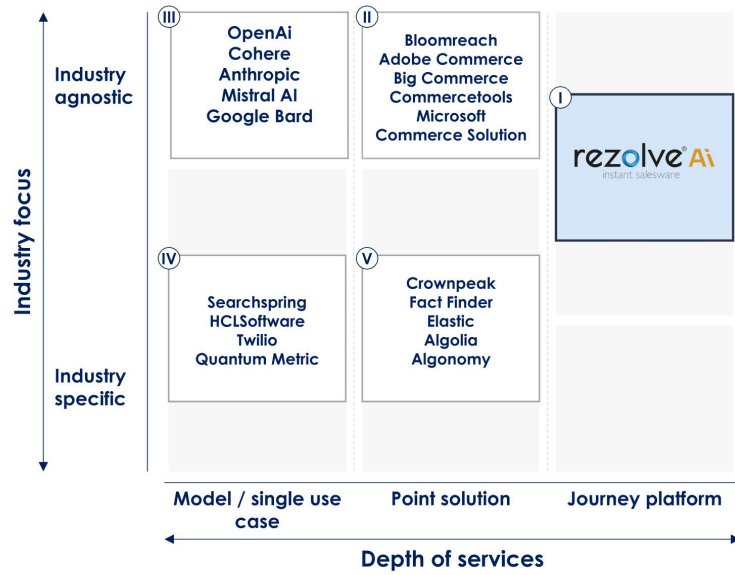 III
OpenAi
Cohere
Anthropic
Mistral AI
Google Bard
II
Bloomreach
Adobe Commerce
Big Commerce
Commercetools
Microsoft
Commerce Solution
I
rezolve® Ai
instant salesware
Industry
agnostic
Industry focus
IV
Searchspring
HCLSoftware
Twilio
Quantum Metric
V
Crownpeak
Fact Finder
Elastic
Algolia
Algonomy
Industry
specific
Model / single use
case
Point solution
Journey platform
Depth of services